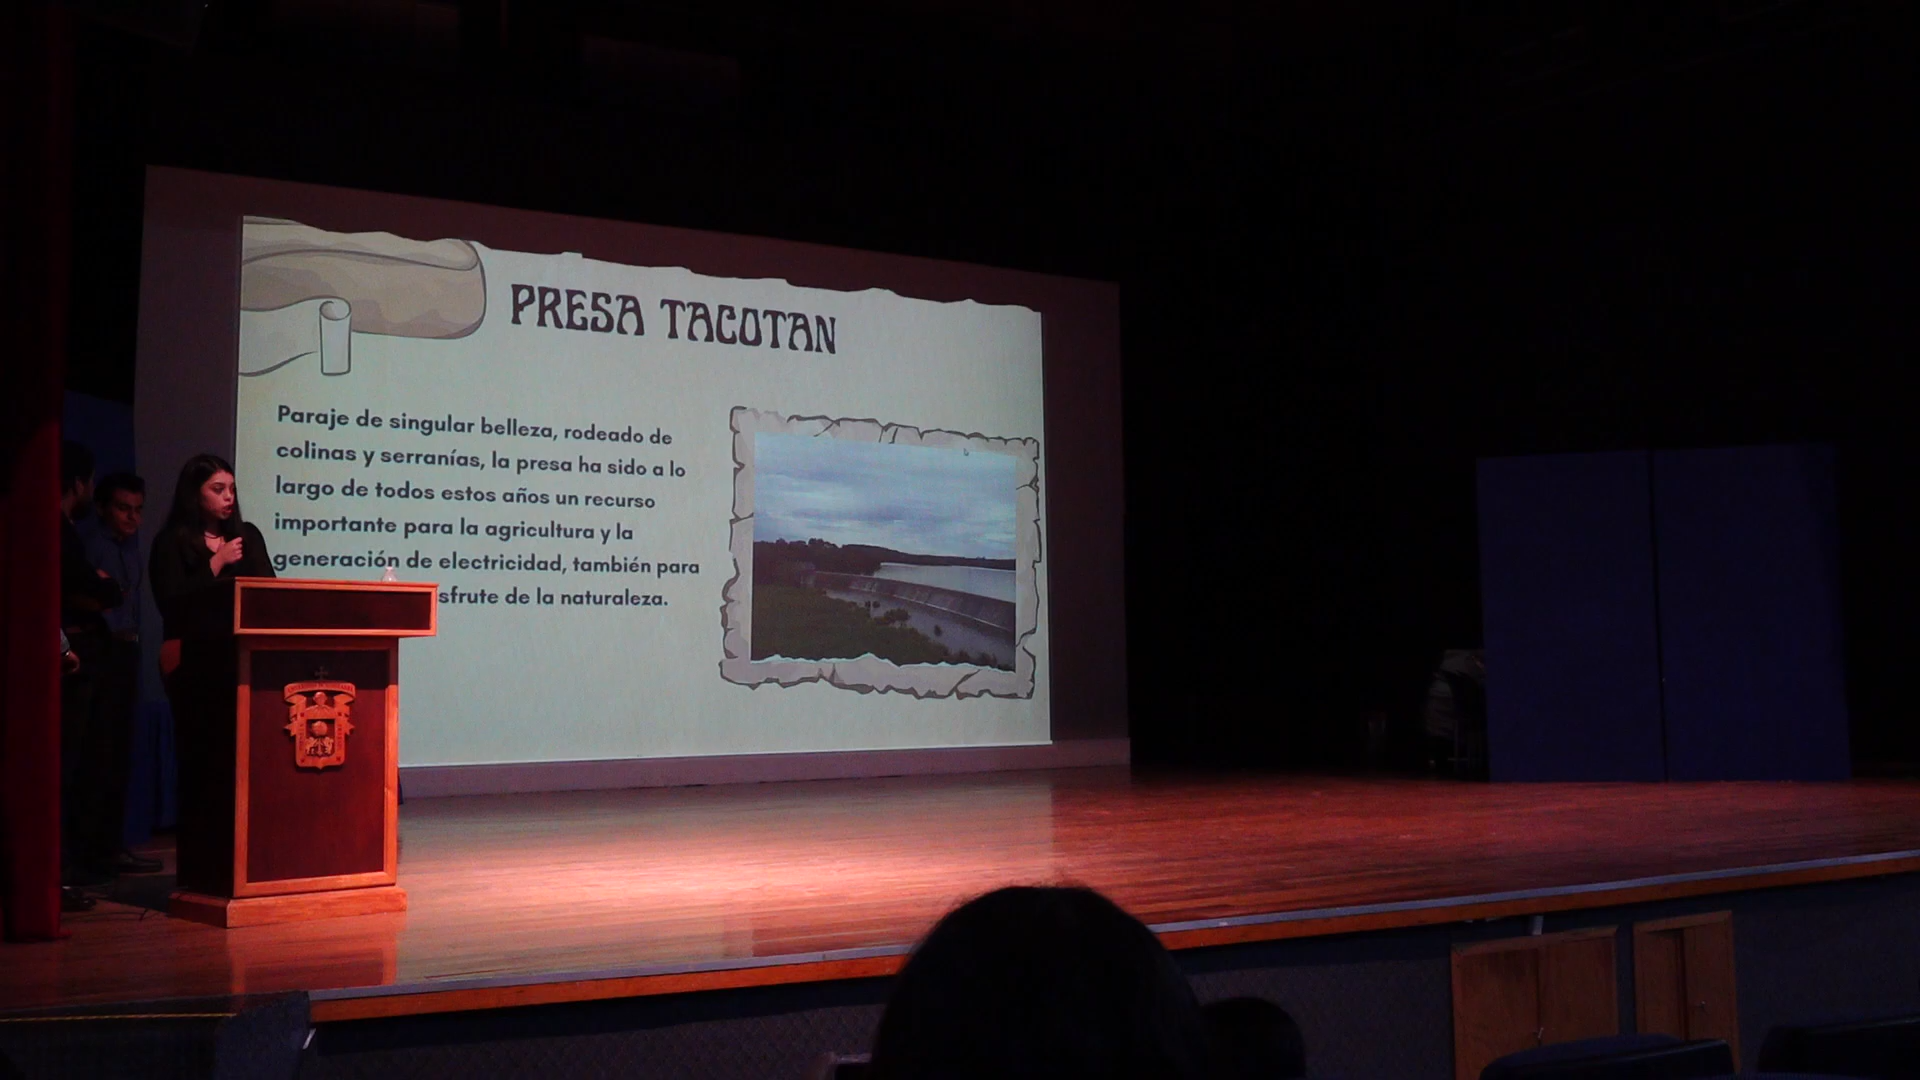 PRESA TACOTAN
Paraje de singular belleza, rodeado de
colinas y serranías, la presa ha sido a lo
largo de todos estos años un recurso
importante para la agricultura y la
generación de electricidad, también para
sfrute de la naturaleza.